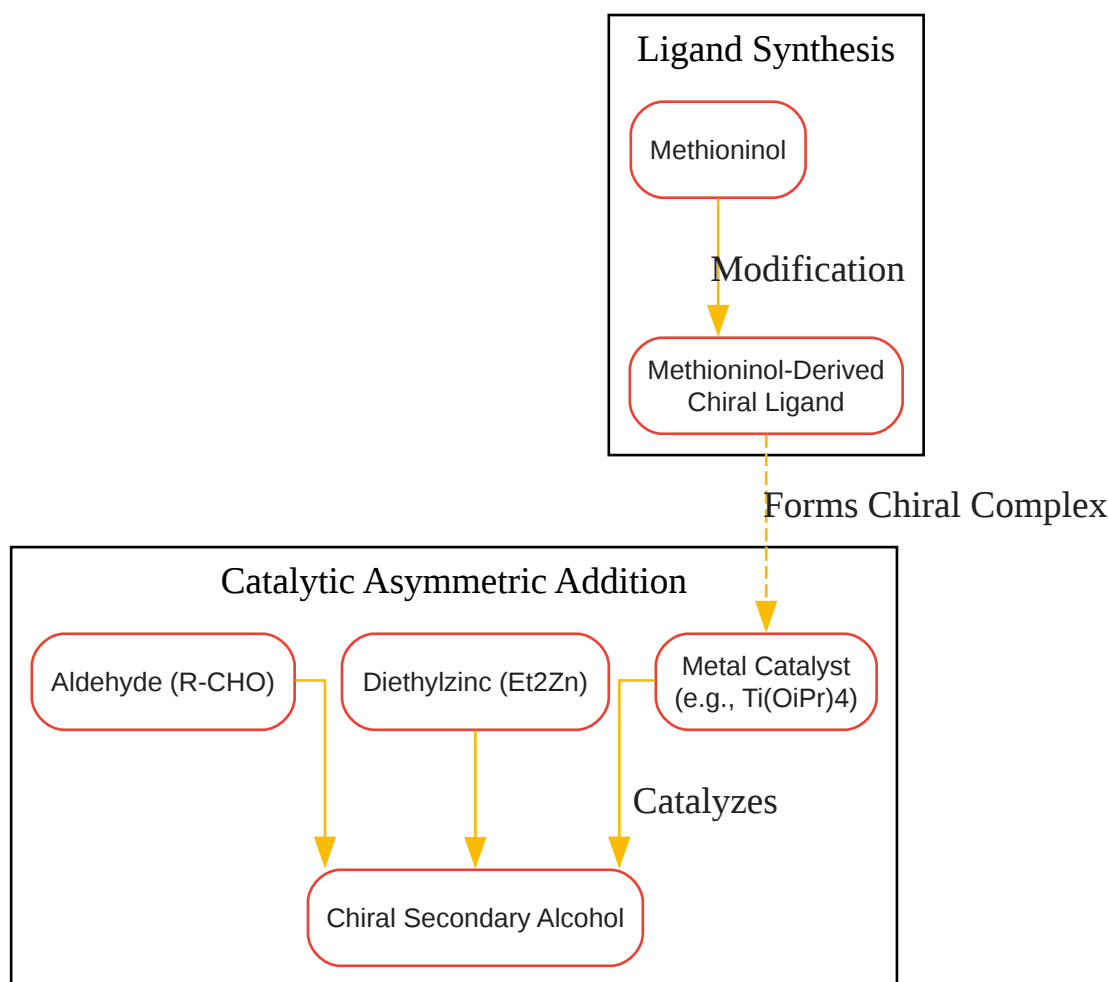 Ligand Synthesis
Methioninol
Modification
Methioninol-Derived
Chiral Ligand
Forms Chiral Complex
Catalytic Asymmetric Addition
Aldehyde (R-CHO)
Diethylzinc (Et2Zn)
Metal Catalyst
(e.g., Ti(OiPr)4)
Catalyzes
Chiral Secondary Alcohol